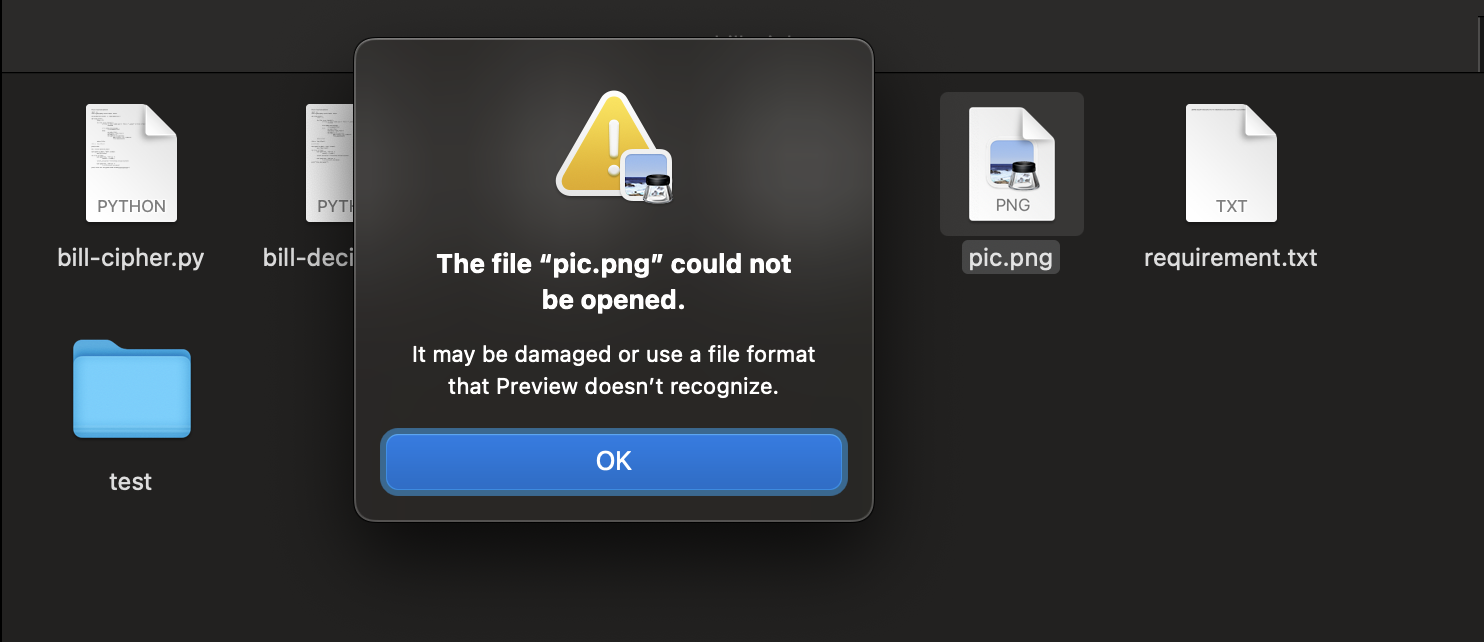 PYTHON
PYTH
PNG
TXT
bill-cipher.py
bill-deci
pic.png
requirement.txt
test
The file “pic.png” could not
be opened.
It may be damaged or use a file format
that Preview doesn’t recognize.
OK